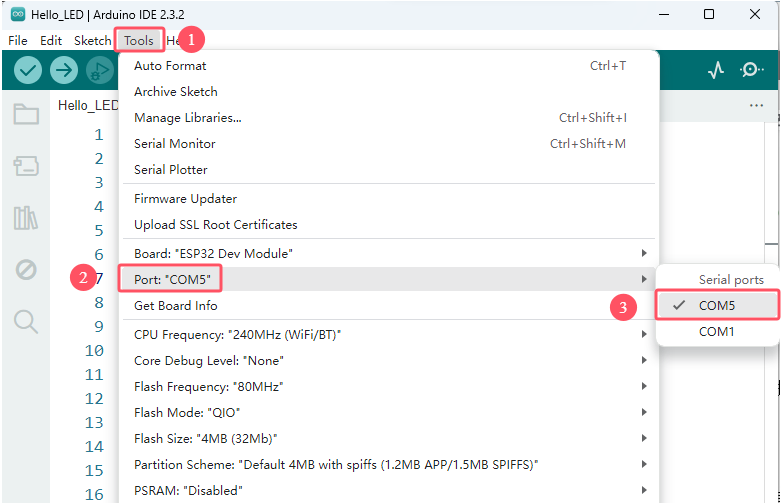 Hello_LED | Arduino IDE 2.3.2
File Edit Sketch Tools He 1
Hello_LED ...
1
2
3
4
5
6
7
8
9
10
11
12
13
14
15
16
Auto Format Ctrl+T
Archive Sketch
Manage Libraries... Ctrl+Shift+I
Serial Monitor Ctrl+Shift+M
Serial Plotter
Firmware Updater
Upload SSL Root Certificates
Board: "ESP32 Dev Module"
2 Port: "COM5"
Get Board Info
CPU Frequency: "240MHz (WiFi/BT)"
Core Debug Level: "None"
Flash Frequency: "80MHz"
Flash Mode: "QIO"
Flash Size: "4MB (32Mb)"
Partition Scheme: "Default 4MB with spiffs (1.2MB APP/1.5MB SPIFFS)"
PSRAM: "Disabled"
Serial ports
3 COM5
COM1